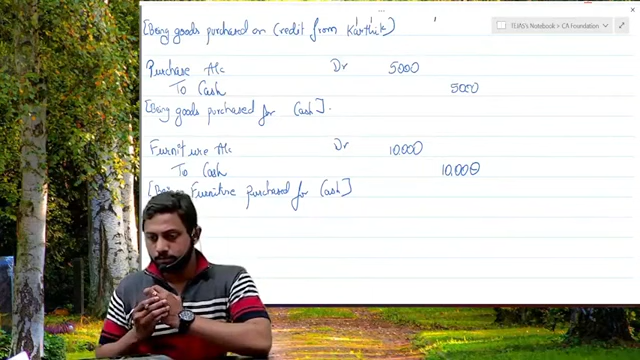 [Being goods purchased on Credit from Karthik)
TEJAS's Notebook > CA Foundation
Purchase A/c Dr 5000
To Cash 5000
[Being goods purchased for Cash].
Furniture A/c Dr 10,000
To Cash 10,000
[Being Furniture purchased for Cash]